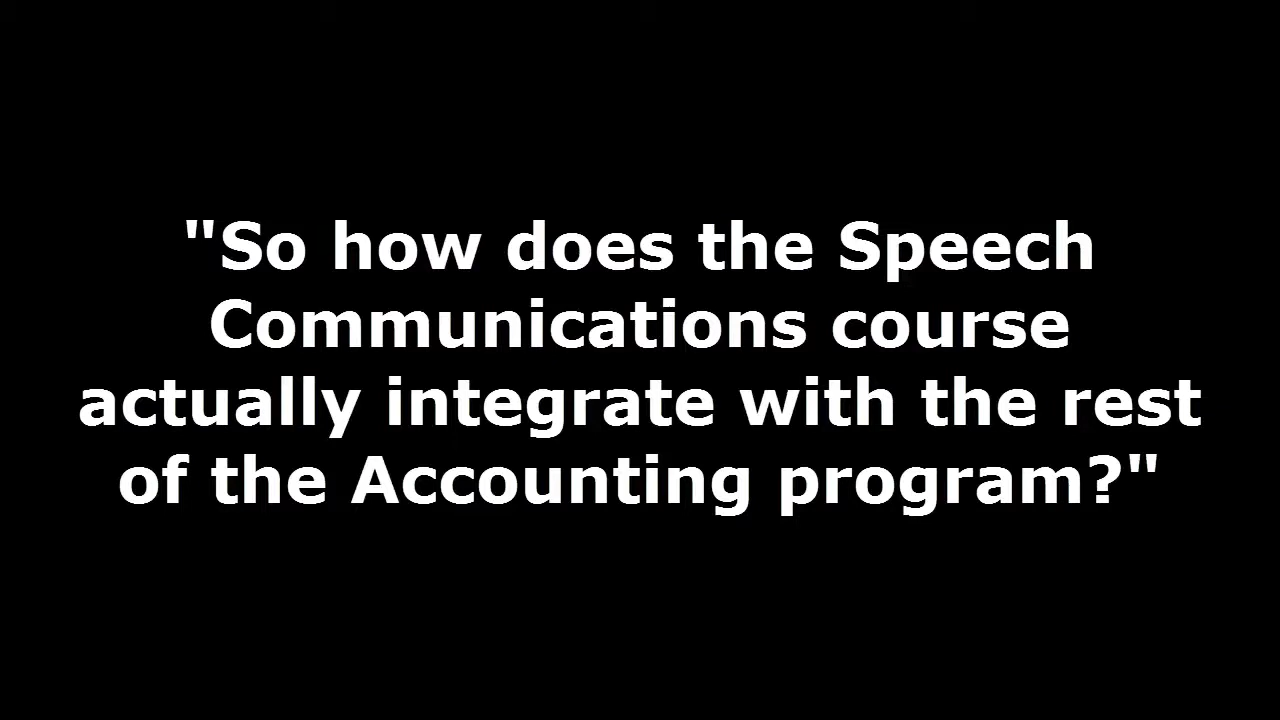 "So how does the Speech
Communications course
actually integrate with the rest
of the Accounting program?"